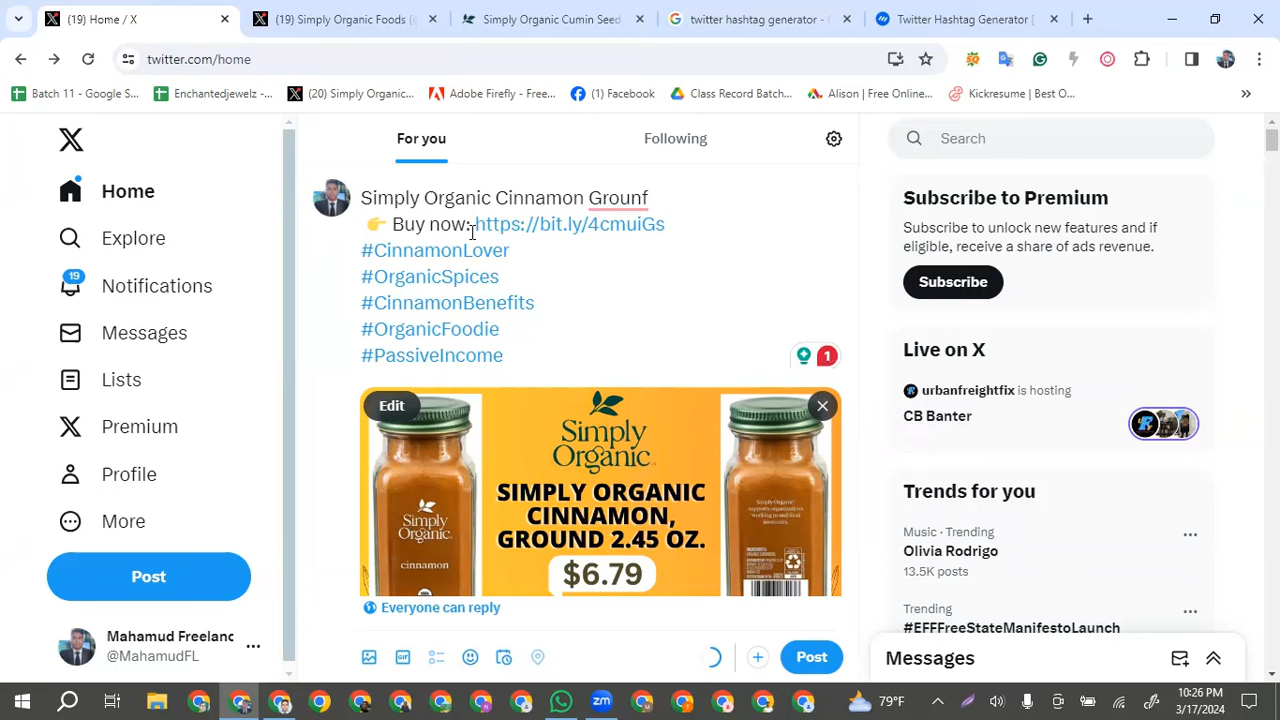 (19) Home / X
(19) Simply Organic Foods (
Simply Organic Cumin Seed
twitter hashtag generator -
Twitter Hashtag Generator [
twitter.com/home
Batch 11 - Google S...
Enchantedjewelz -...
(20) Simply Organic...
Adobe Firefly - Free...
(1) Facebook
Class Record Batch...
Alison | Free Online...
Kickresume | Best O...
For you
Following
Search
Home
Explore
19
Notifications
Messages
Lists
Premium
Profile
More
Post
Mahamud Freelanc
@MahamudFL
Simply Organic Cinnamon Grounf
👉 Buy now: https://bit.ly/4cmuiGs
#CinnamonLover
#OrganicSpices
#CinnamonBenefits
#OrganicFoodie
#PassiveIncome
1
Edit
Simply Organic
cinnamon
Simply Organic
SIMPLY ORGANIC
CINNAMON,
GROUND 2.45 OZ.
$6.79
Everyone can reply
GIF
Post
Subscribe to Premium
Subscribe to unlock new features and if
eligible, receive a share of ads revenue.
Subscribe
Live on X
urbanfreightfix is hosting
CB Banter
Trends for you
Music · Trending
Olivia Rodrigo
13.5K posts
Trending
#EFFFreeStateManifestoLaunch
Messages
79°F
10:26 PM
3/17/2024